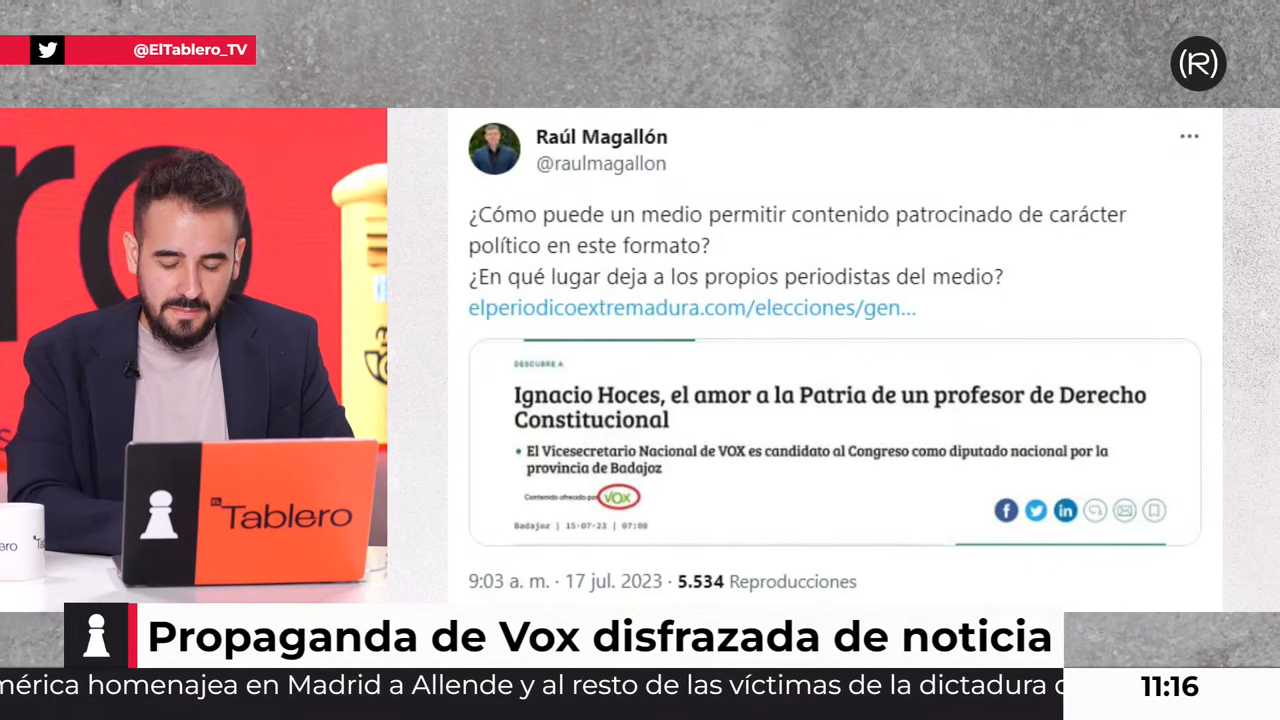 @ElTablero_TV
(R)
ro
Raúl Magallón
@raulmagallon
¿Cómo puede un medio permitir contenido patrocinado de carácter
político en este formato?
¿En qué lugar deja a los propios periodistas del medio?
elperiodicoextremadura.com/elecciones/gen...
DESCUBRE A
Ignacio Hoces, el amor a la Patria de un profesor de Derecho
Constitucional
• El Vicesecretario Nacional de VOX es candidato al Congreso como diputado nacional por la
provincia de Badajoz
Contenido ofrecido por VOX
Badajoz | 15·07·23 | 07:00
9:03 a. m. · 17 jul. 2023 · 5.534 Reproducciones
EL Tablero
ero
Propaganda de Vox disfrazada de noticia
mérica homenajea en Madrid a Allende y al resto de las víctimas de la dictadura
11:16